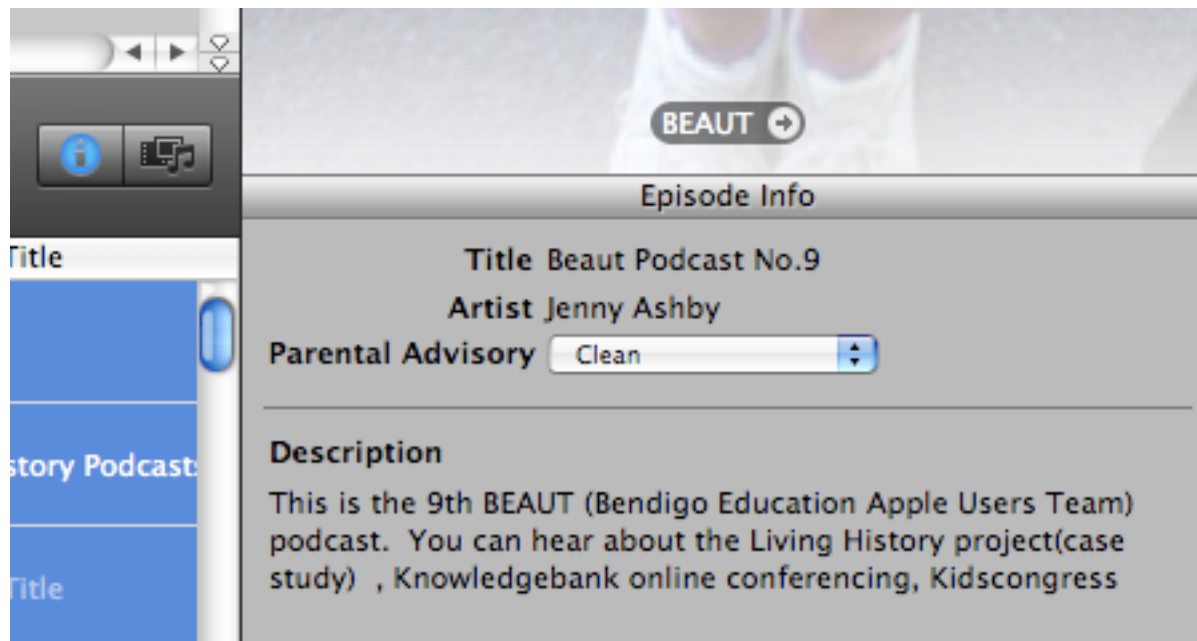 BEAUT
Episode Info
Title
Title Beaut Podcast No.9
Artist Jenny Ashby
Parental Advisory Clean
story Podcasts
Description
This is the 9th BEAUT (Bendigo Education Apple Users Team)
podcast.  You can hear about the Living History project(case
study)  , Knowledgebank online conferencing, Kidscongress
Title